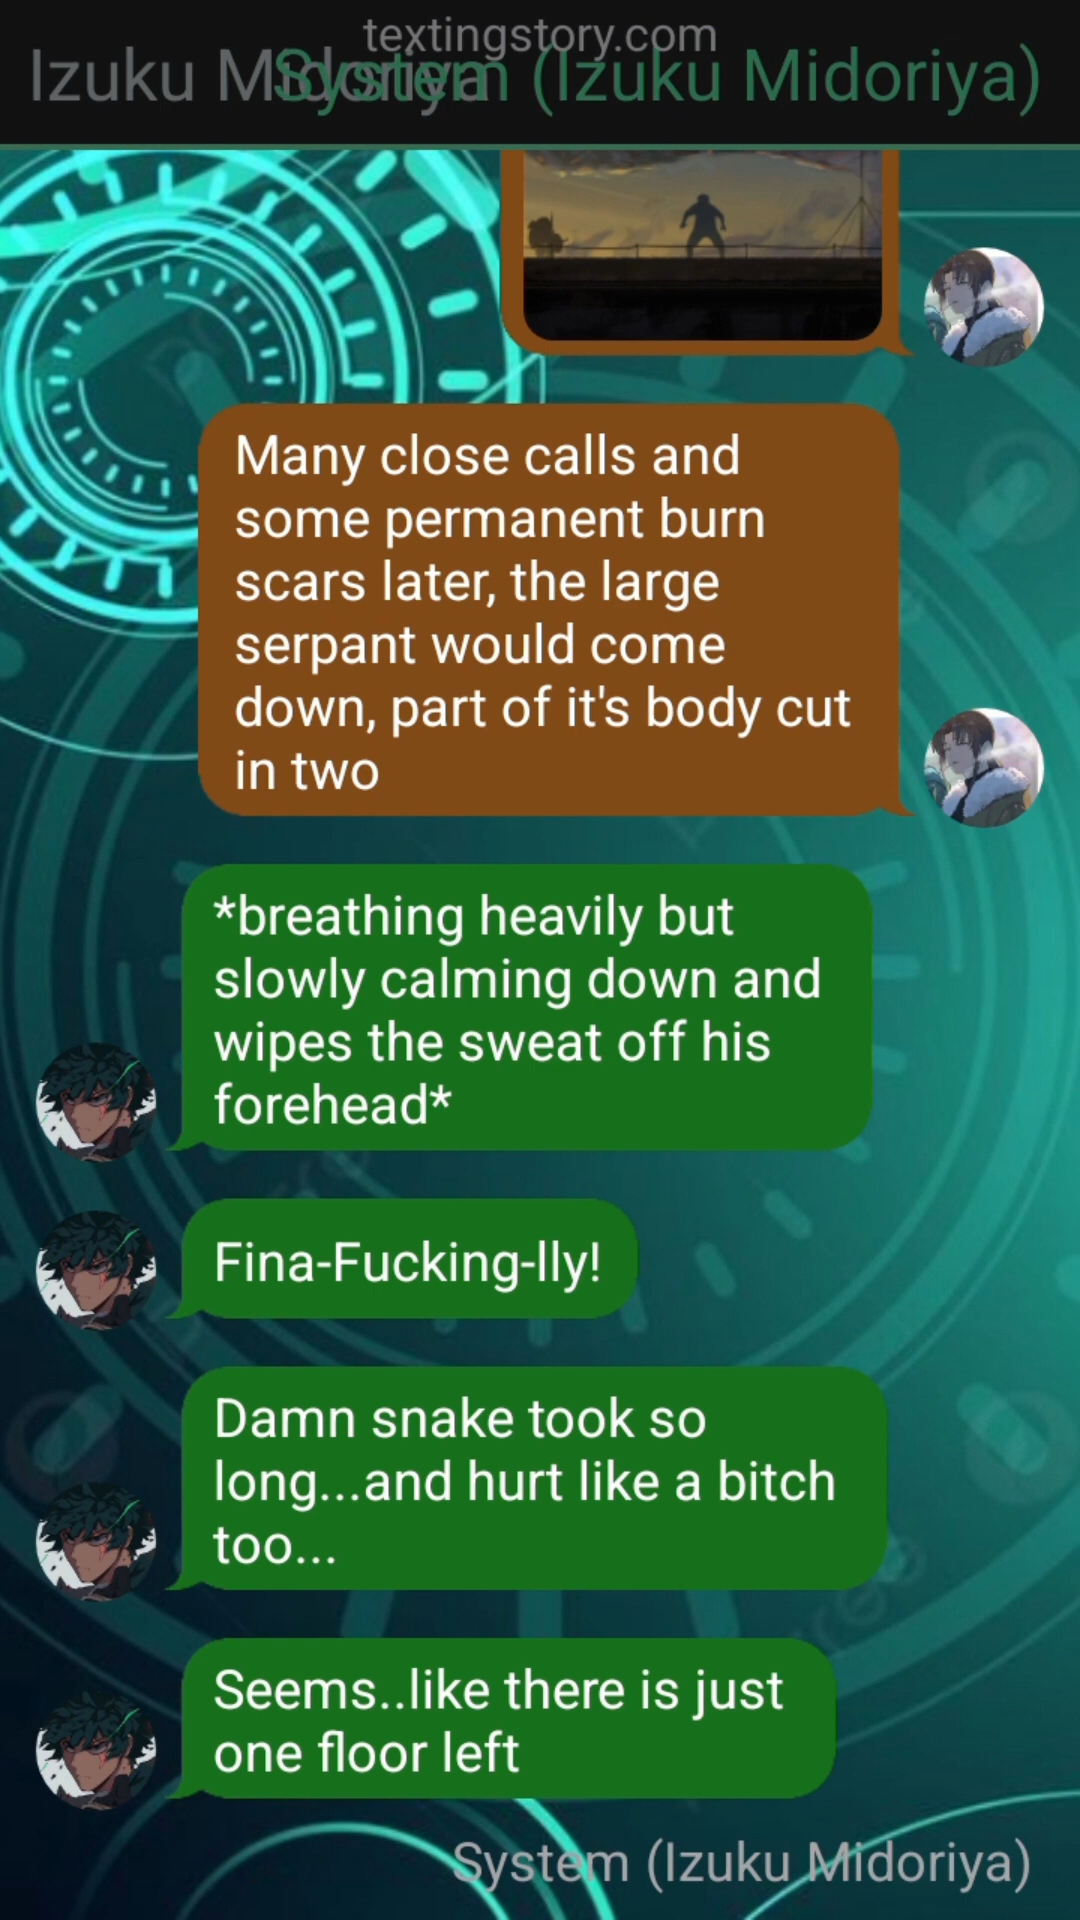 textingstory.com
Izuku Midoriya
System (Izuku Midoriya)
Many close calls and
some permanent burn
scars later, the large
serpant would come
down, part of it's body cut
in two
*breathing heavily but
slowly calming down and
wipes the sweat off his
forehead*
Fina-Fucking-lly!
Damn snake took so
long...and hurt like a bitch
too...
Seems..like there is just
one floor left
System (Izuku Midoriya)